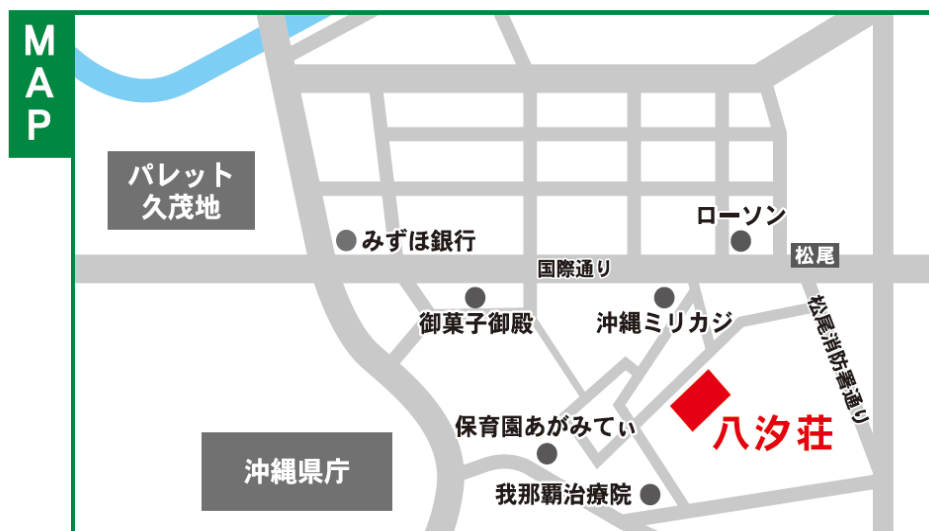 MAP
パレット
久茂地
ローソン
みずほ銀行
松尾
国際通り
御菓子御殿
沖縄ミリカジ
松尾消防署通り
八汐荘
保育園あがみてぃ
沖縄県庁
我那覇治療院